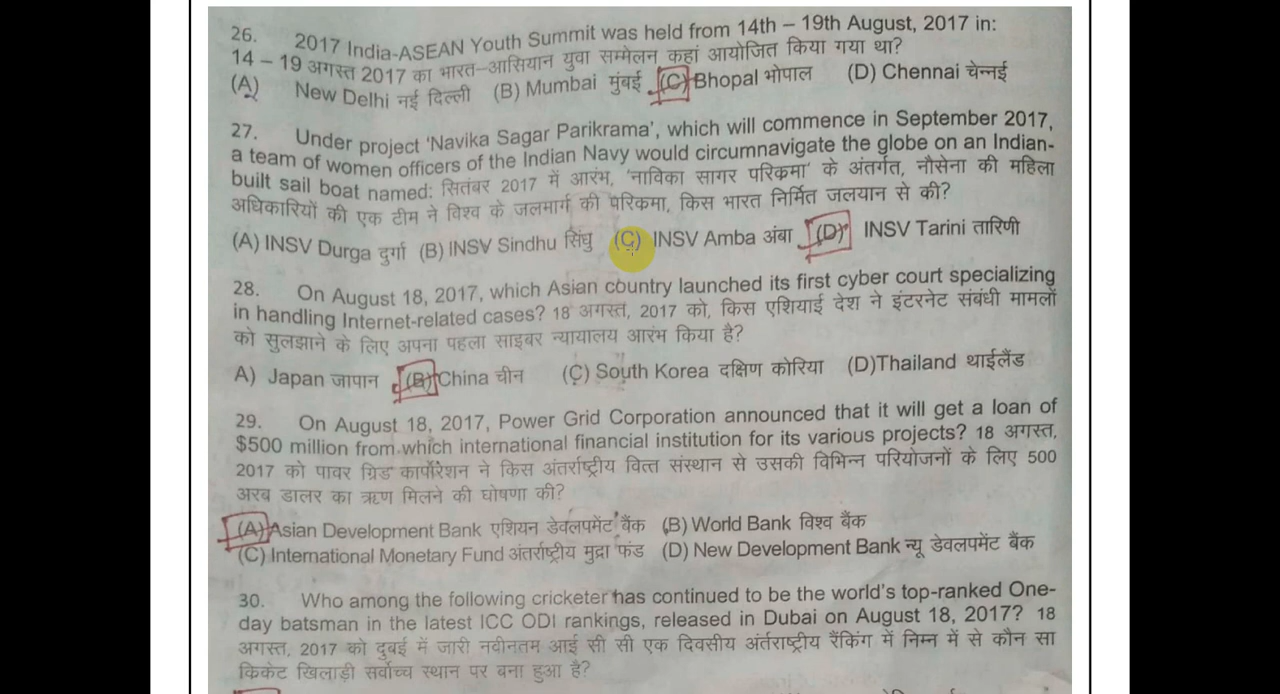 26. 2017 India-ASEAN Youth Summit was held from 14th – 19th August, 2017 in:
14 – 19 अगस्त 2017 का भारत–आसियान युवा सम्मेलन कहां आयोजित किया गया था?
(A) New Delhi नई दिल्ली (B) Mumbai मुंबई (C) Bhopal भोपाल (D) Chennai चेन्नई
27. Under project 'Navika Sagar Parikrama', which will commence in September 2017,
a team of women officers of the Indian Navy would circumnavigate the globe on an Indian-
built sail boat named: सितंबर 2017 में आरंभ, 'नाविका सागर परिक्रमा' के अंतर्गत, नौसेना की महिला
अधिकारियों की एक टीम ने विश्व के जलमार्ग की परिकमा, किस भारत निर्मित जलयान से की?
(A) INSV Durga दुर्गा (B) INSV Sindhu सिंधु (C) INSV Amba अंबा (D) INSV Tarini तारिणी
28. On August 18, 2017, which Asian country launched its first cyber court specializing
in handling Internet-related cases? 18 अगस्त, 2017 को, किस एशियाई देश ने इंटरनेट संबंधी मामलों
को सुलझाने के लिए अपना पहला साइबर न्यायालय आरंभ किया है?
A) Japan जापान (B) China चीन (C) South Korea दक्षिण कोरिया (D)Thailand थाईलैंड
29. On August 18, 2017, Power Grid Corporation announced that it will get a loan of
$500 million from which international financial institution for its various projects? 18 अगस्त,
2017 को पावर ग्रिड कार्पोरेशन ने किस अंतर्राष्ट्रीय वित्त संस्थान से उसकी विभिन्न परियोजनों के लिए 500
अरब डालर का ऋण मिलने की घोषणा की?
(A) Asian Development Bank एशियन डेवलपमेंट बैंक (B) World Bank विश्व बैंक
(C) International Monetary Fund अंतर्राष्ट्रीय मुद्रा फंड (D) New Development Bank न्यू डेवलपमेंट बैंक
30. Who among the following cricketer has continued to be the world's top-ranked One-
day batsman in the latest ICC ODI rankings, released in Dubai on August 18, 2017? 18
अगस्त, 2017 को दुबई में जारी नवीनतम आई सी सी एक दिवसीय अंर्तराष्ट्रीय रैंकिंग में निम्न में से कौन सा
किकेट खिलाड़ी सर्वोच्च स्थान पर बना हुआ है?